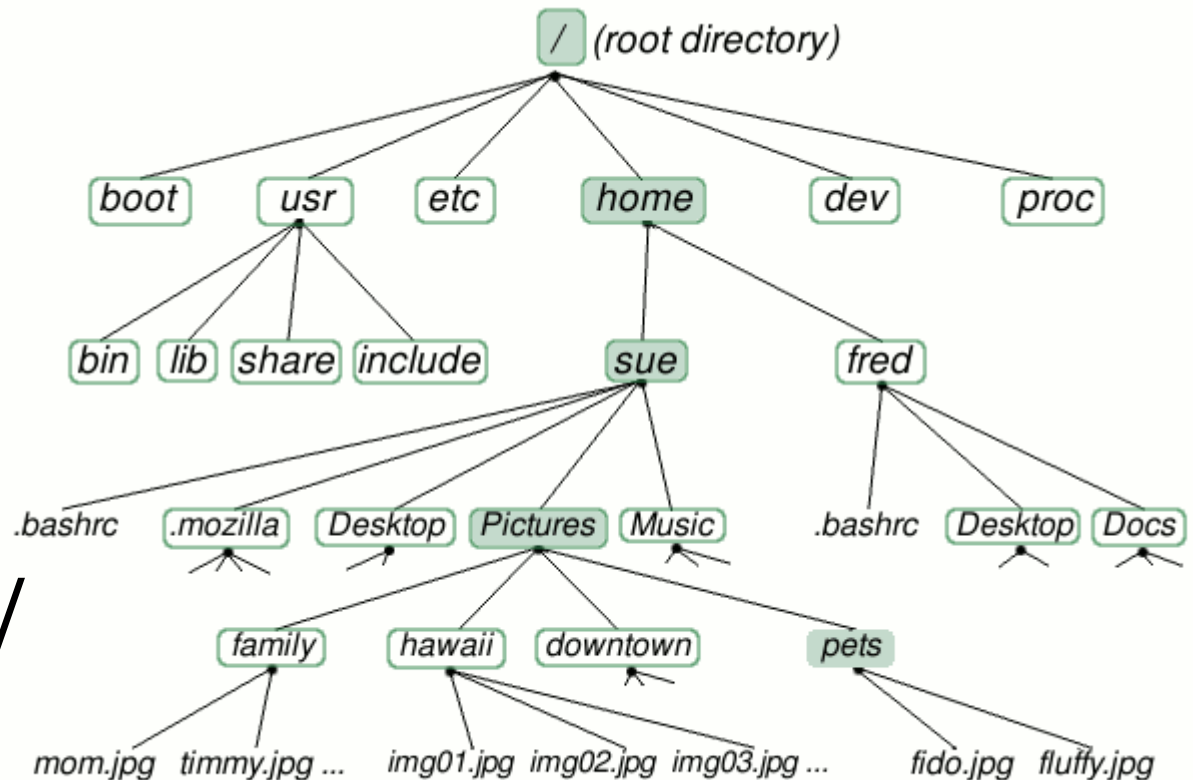 / (root directory)
boot usr etc home dev proc
bin lib share include sue fred
.bashrc .mozilla Desktop Pictures Music .bashrc Desktop Docs
/
family hawaii downtown pets
mom.jpg timmy.jpg ... img01.jpg img02.jpg img03.jpg ... fido.jpg fluffy.jpg